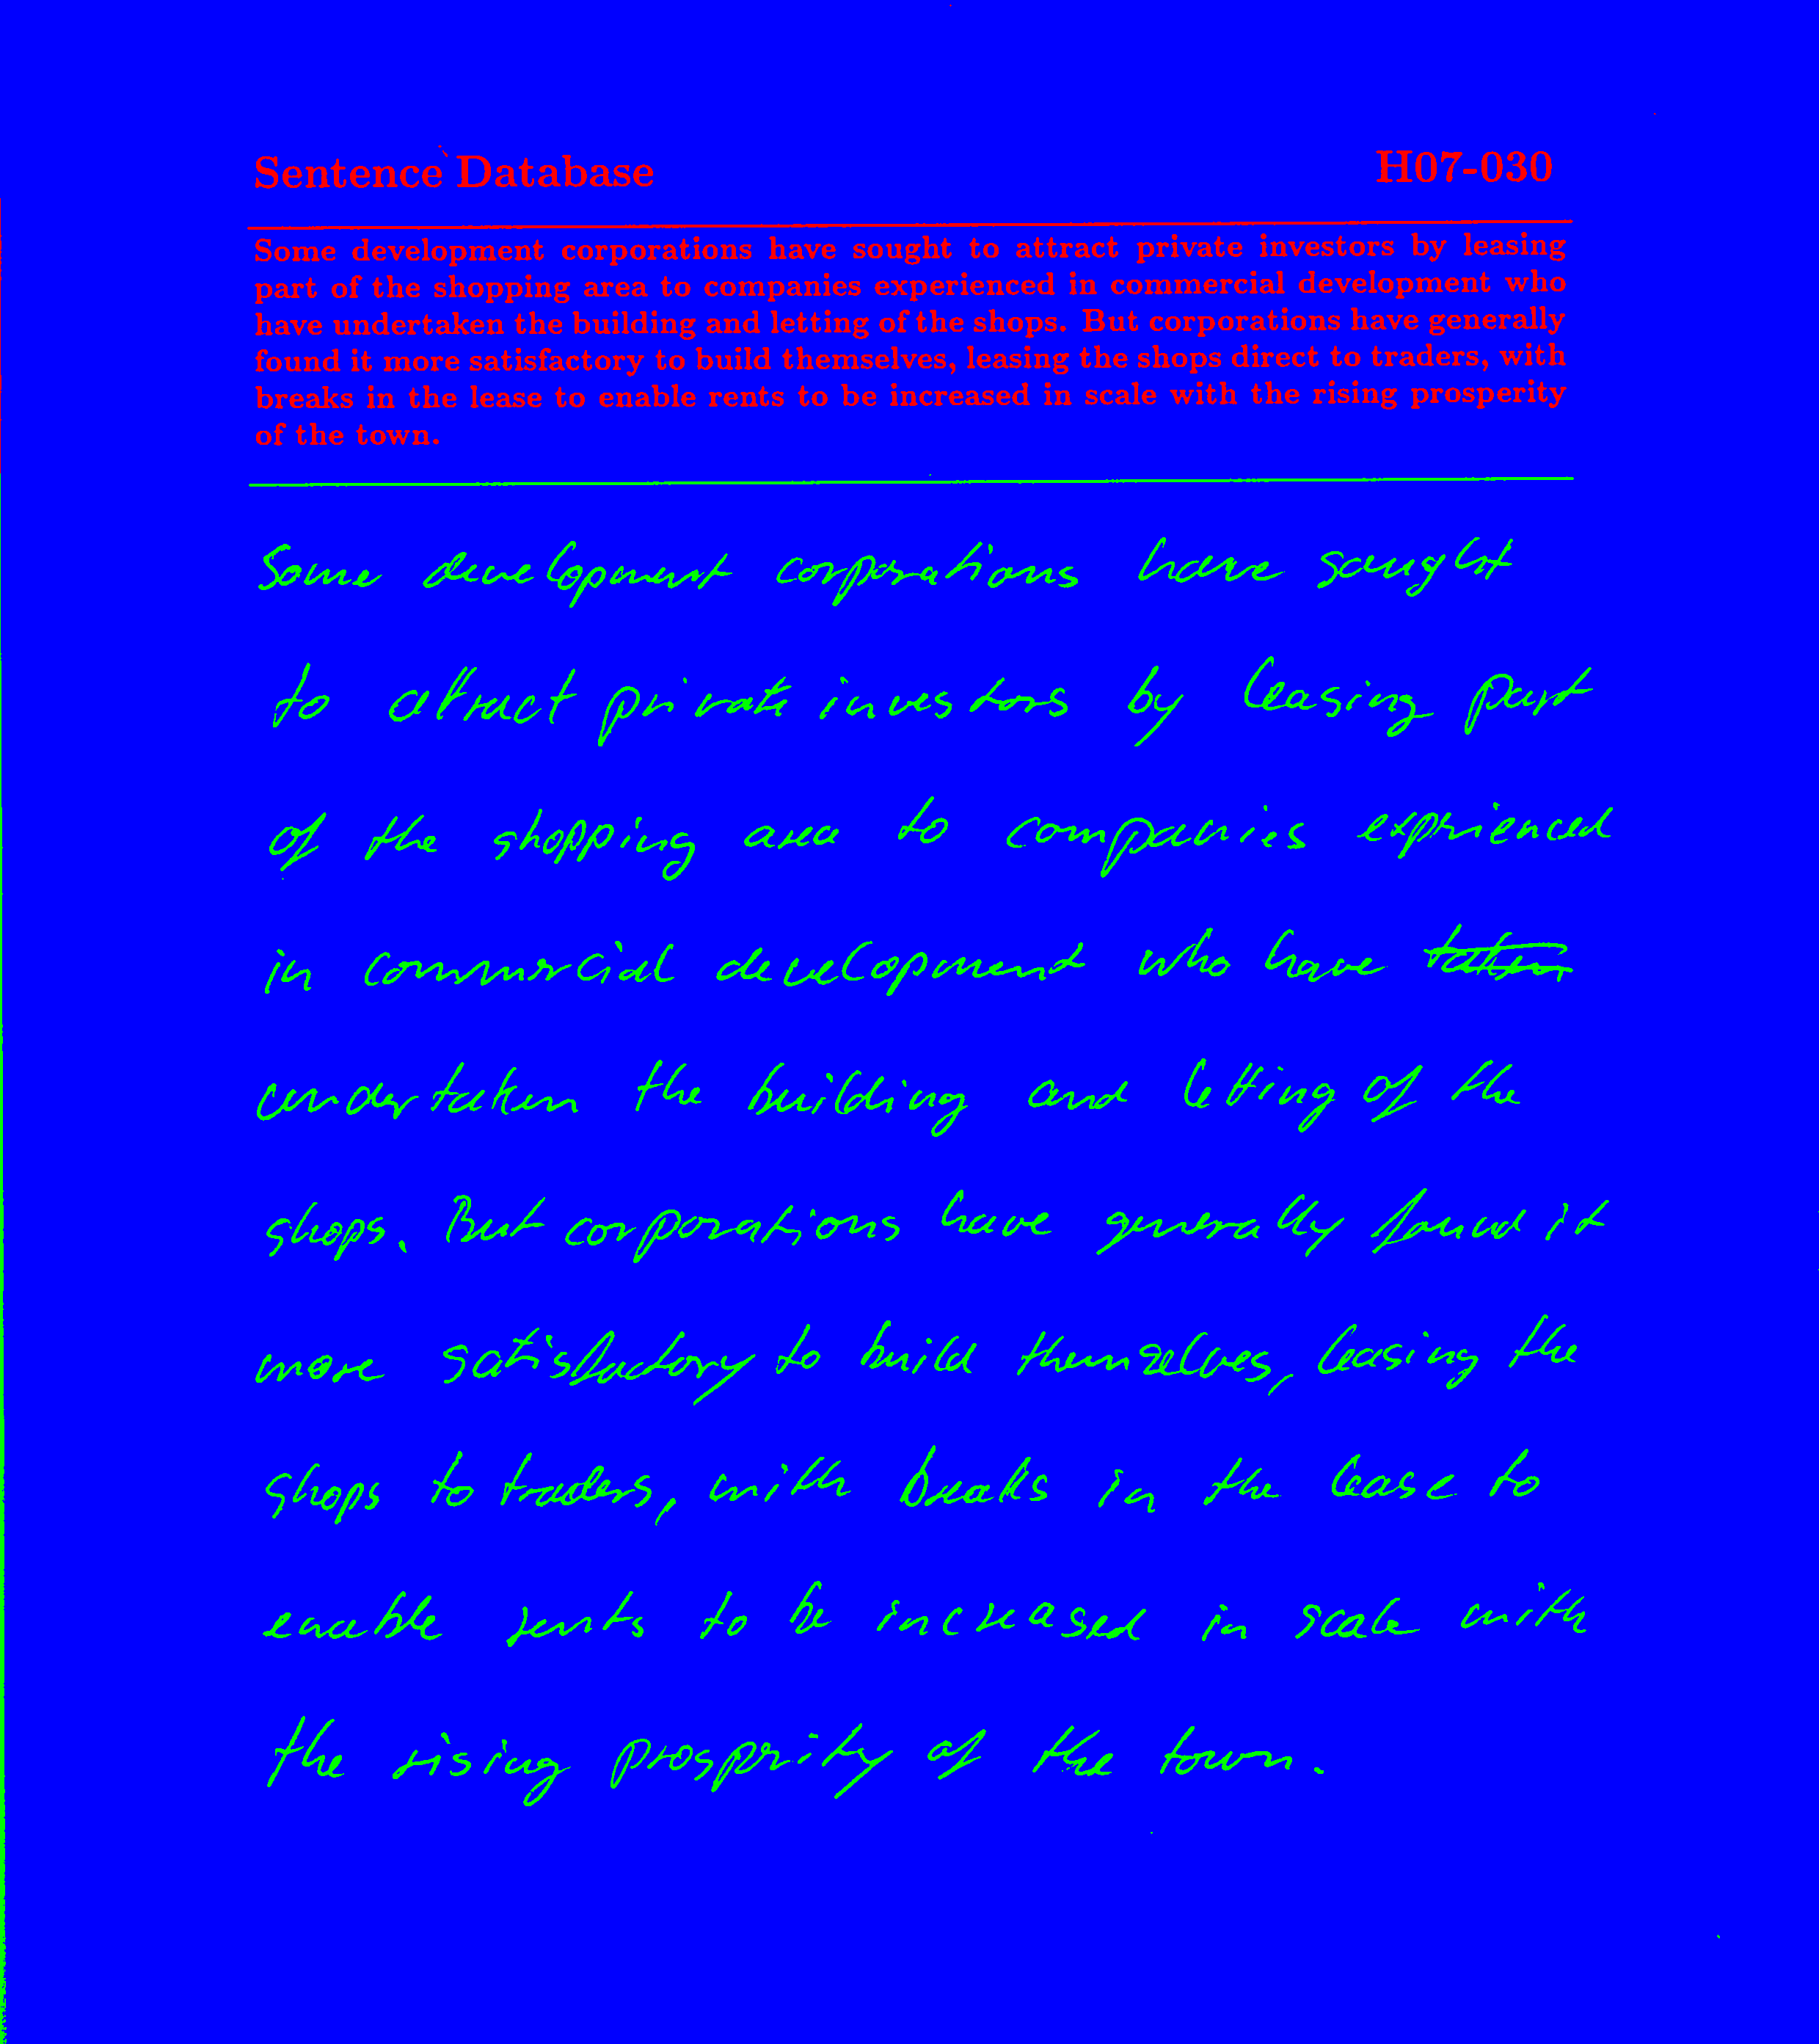 Sentence Database
H07-030
Some development corporations have sought to attract private investors by leasing
part of the shopping area to companies experienced in commercial development who
have undertaken the building and letting of the shops. But corporations have generally
found it more satisfactory to build themselves, leasing the shops direct to traders, with
breaks in the lease to enable rents to be increased in scale with the rising prosperity
of the town.
Some development corporations have sought
to attract private investors by leasing part
of the shopping area to companies exprienced
in commercial development who have
undertaken the building and letting of the
shops. But corporations have generally found it
more satisfactory to build themselves, leasing the
shops to traders, with breaks in the lease to
enable rents to be increased in scale with
the rising prosprity of the town.